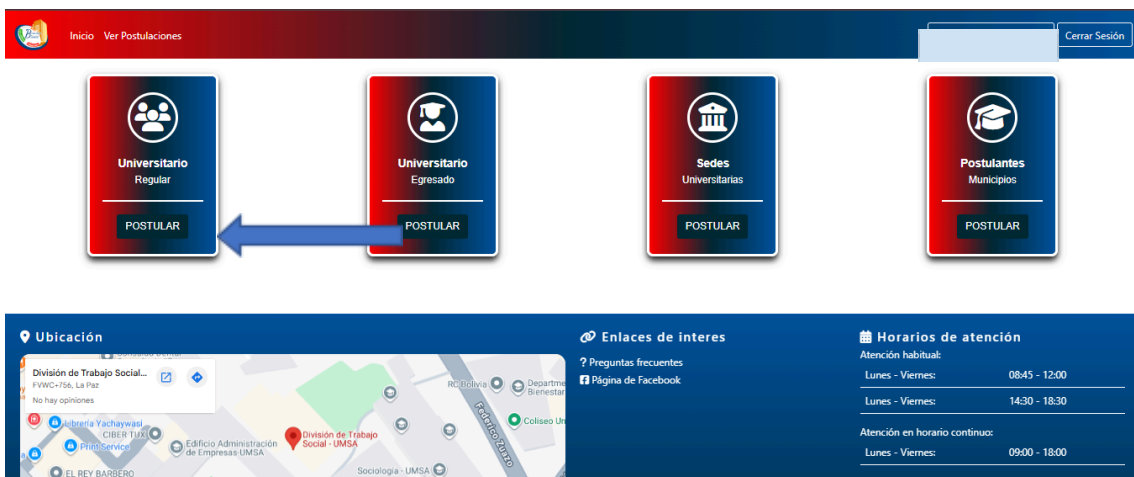 Inicio Ver Postulaciones
Cerrar Sesión
Universitario
Regular
POSTULAR
Universitario
Egresado
POSTULAR
Sedes
Universitarias
POSTULAR
Postulantes
Municipios
POSTULAR
Ubicación
División de Trabajo Social...
FVWC+756, La Paz
No hay opiniones
RC Bolivia
Departme
Bienestar
Federico Zuazo
Coliseo Un
Librería Yachaywasi
CIBER TUX
Print Service
Edificio Administración
de Empresas UMSA
División de Trabajo
Social - UMSA
EL REY BARBERO
Sociología - UMSA
Enlaces de interes
? Preguntas frecuentes
Página de Facebook
Horarios de atención
Atención habitual:
Lunes - Viernes: 08:45 - 12:00
Lunes - Viernes: 14:30 - 18:30
Atención en horario continuo:
Lunes - Viernes: 09:00 - 18:00